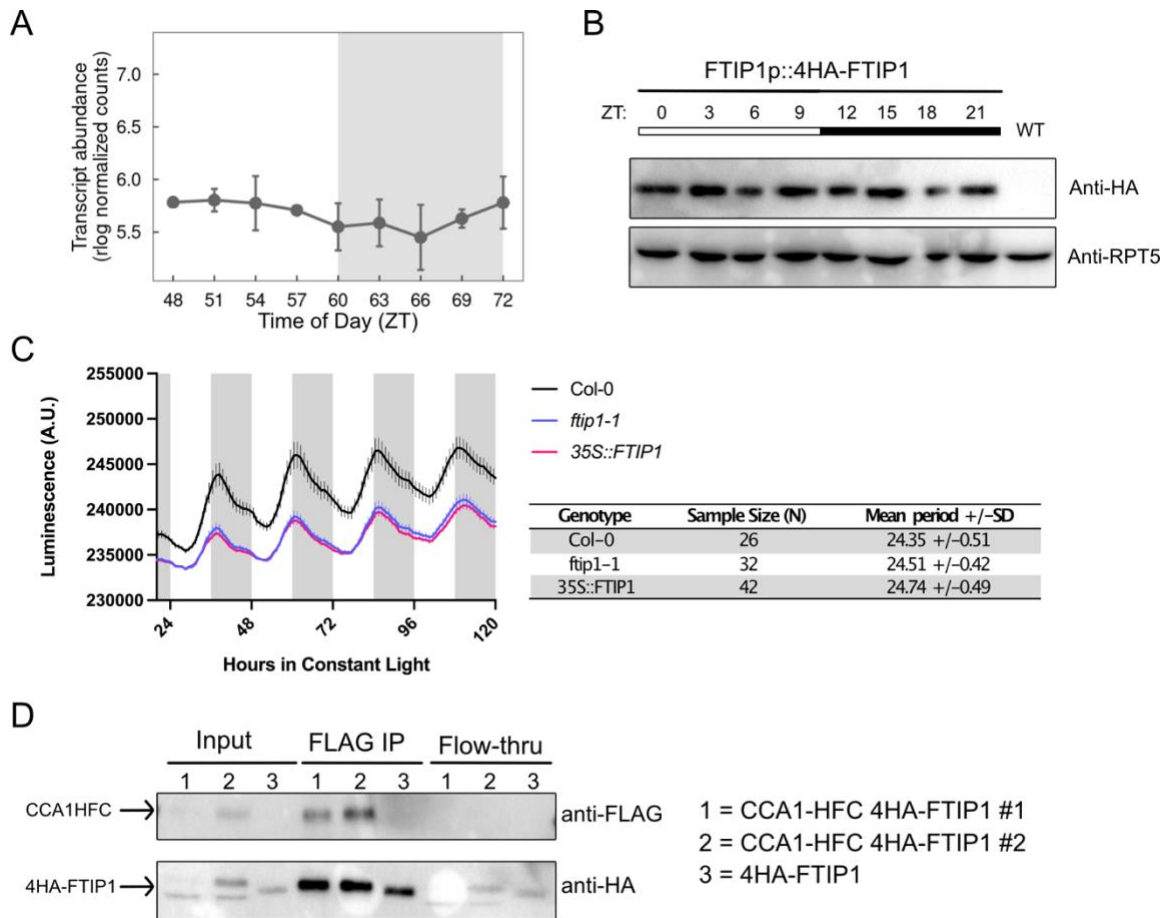 A
Transcript abundance
(rlog normalized counts)
7.0
6.5
6.0
5.5
48 51 54 57 60 63 66 69 72
Time of Day (ZT)
B
FTIP1p::4HA-FTIP1
ZT: 0 3 6 9 12 15 18 21 WT
Anti-HA
Anti-RPT5
C
Luminescence (A.U.)
255000
250000
245000
240000
235000
230000
24 48 72 96 120
Hours in Constant Light
Col-0
ftip1-1
35S::FTIP1
Genotype Sample Size (N) Mean period +/-SD
Col-0 26 24.35 +/-0.51
ftip1-1 32 24.51 +/-0.42
35S::FTIP1 42 24.74 +/-0.49
D
Input FLAG IP Flow-thru
1 2 3 1 2 3 1 2 3
CCA1HFC
anti-FLAG
4HA-FTIP1
anti-HA
1 = CCA1-HFC 4HA-FTIP1 #1
2 = CCA1-HFC 4HA-FTIP1 #2
3 = 4HA-FTIP1